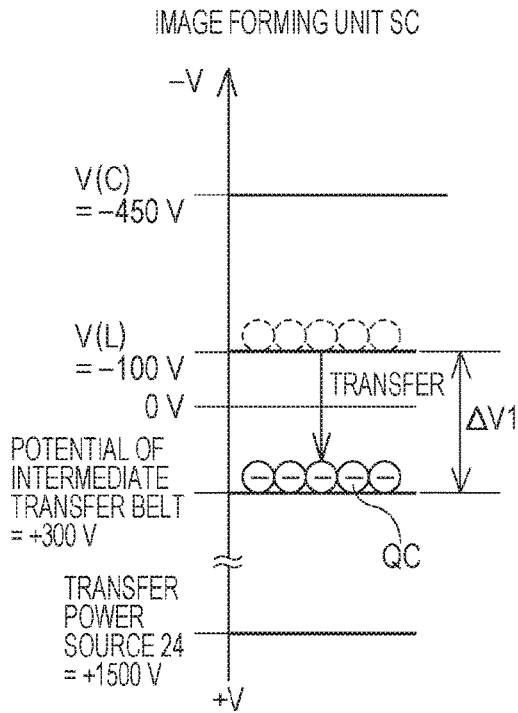 IMAGE FORMING UNIT SC
–V
V(C)
= –450 V
V(L)
= –100 V
TRANSFER
ΔV1
0 V
POTENTIAL OF
INTERMEDIATE
TRANSFER BELT
= +300 V
QC
TRANSFER
POWER
SOURCE 24
= +1500 V
+V